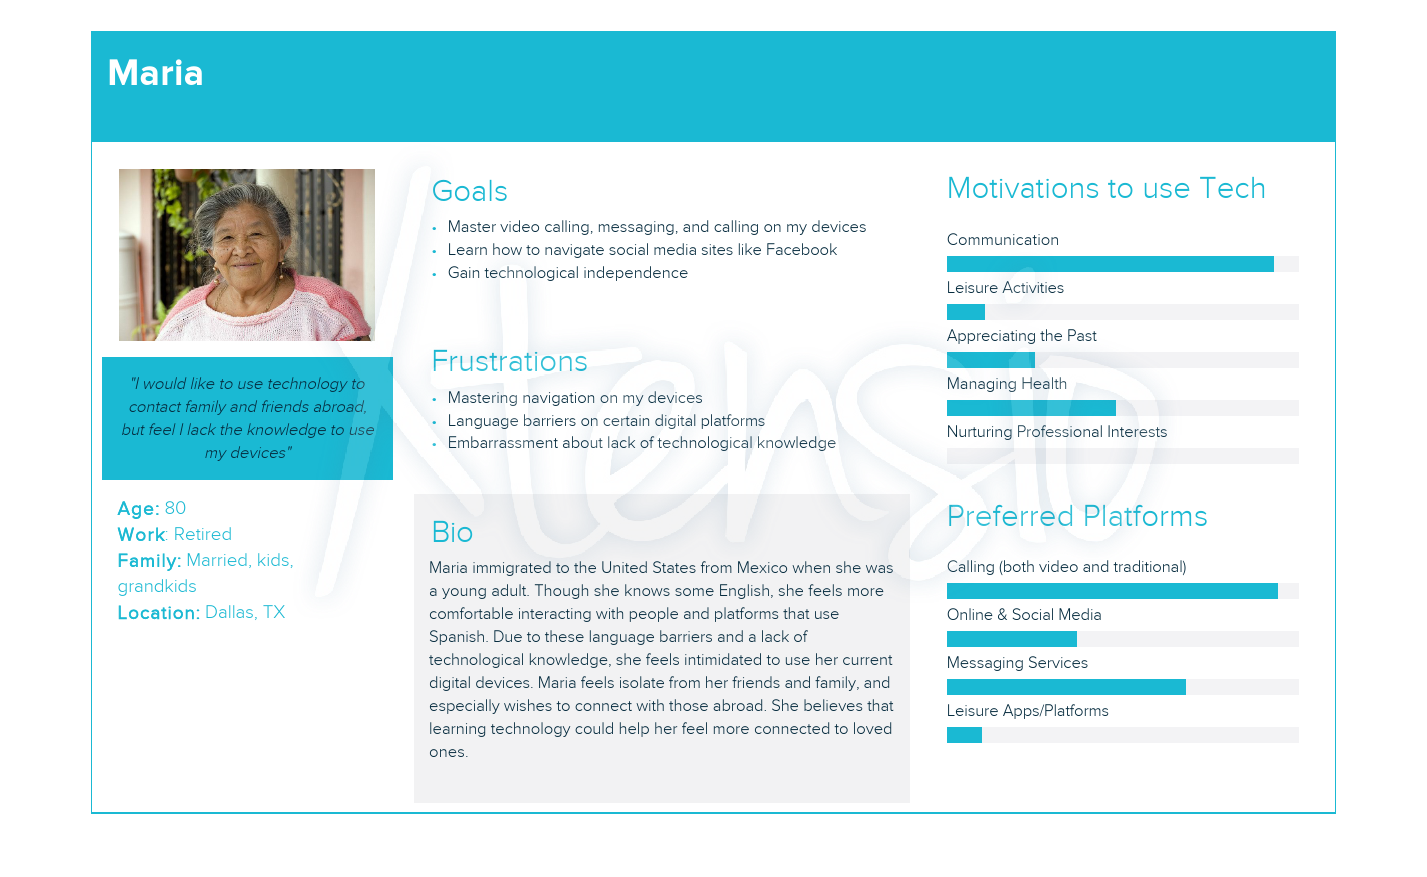 Maria
"I would like to use technology to
contact family and friends abroad,
but feel I lack the knowledge to use
my devices"
Age: 80
Work: Retired
Family: Married, kids,
grandkids
Location: Dallas, TX
Goals
• Master video calling, messaging, and calling on my devices
• Learn how to navigate social media sites like Facebook
• Gain technological independence
Frustrations
• Mastering navigation on my devices
• Language barriers on certain digital platforms
• Embarrassment about lack of technological knowledge
Bio
Maria immigrated to the United States from Mexico when she was
a young adult. Though she knows some English, she feels more
comfortable interacting with people and platforms that use
Spanish. Due to these language barriers and a lack of
technological knowledge, she feels intimidated to use her current
digital devices. Maria feels isolate from her friends and family, and
especially wishes to connect with those abroad. She believes that
learning technology could help her feel more connected to loved
ones.
Motivations to use Tech
Communication
Leisure Activities
Appreciating the Past
Managing Health
Nurturing Professional Interests
Preferred Platforms
Calling (both video and traditional)
Online & Social Media
Messaging Services
Leisure Apps/Platforms
Xtensio